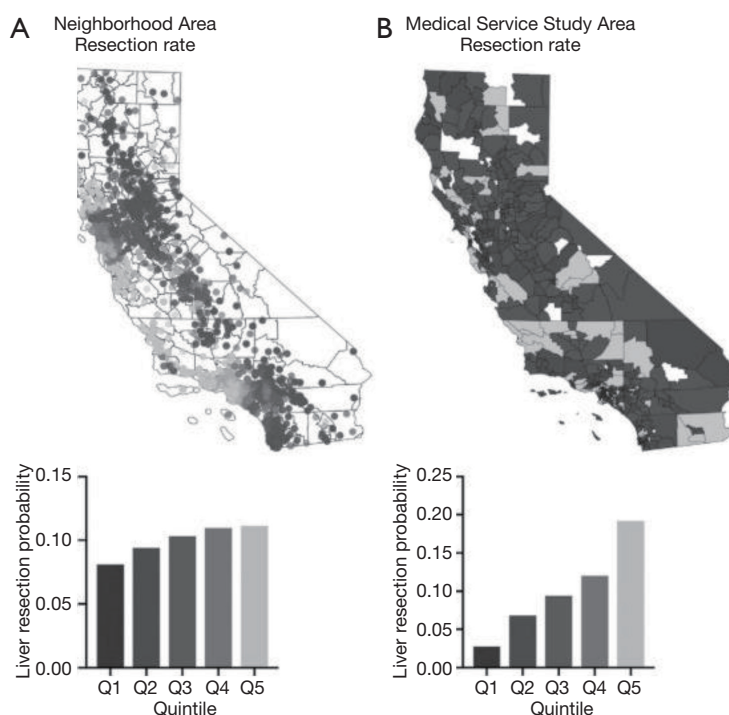 A
Neighborhood Area
Resection rate
B
Medical Service Study Area
Resection rate
Liver resection probability
0.15
0.10
0.05
0.00
Q1 Q2 Q3 Q4 Q5
Quintile
Liver resection probability
0.25
0.20
0.15
0.10
0.05
0.00
Q1 Q2 Q3 Q4 Q5
Quintile